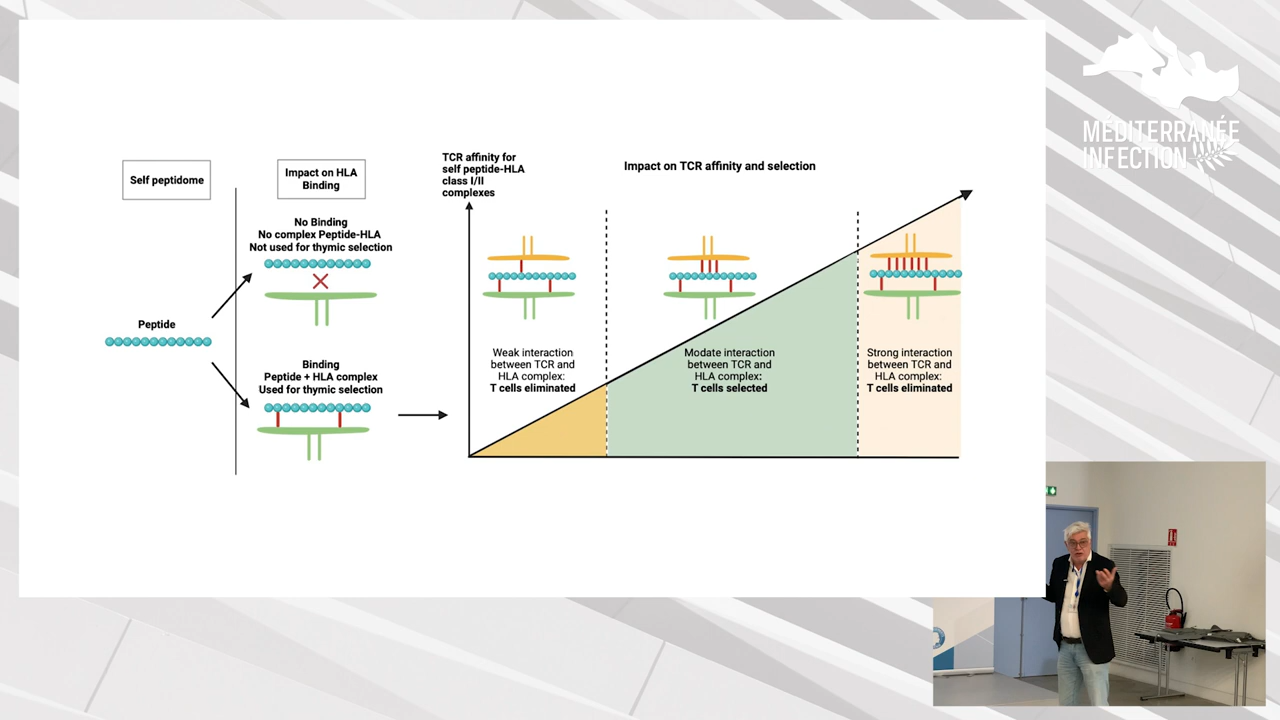 MÉDITERRANÉE
INFECTION
Self peptidome
Impact on HLA
Binding
No Binding
No complex Peptide-HLA
Not used for thymic selection
Peptide
Binding
Peptide + HLA complex
Used for thymic selection
TCR affinity for
self peptide-HLA
class I/II
complexes
Impact on TCR affinity and selection
Weak interaction
between TCR and
HLA complex:
T cells eliminated
Modate interaction
between TCR and
HLA complex:
T cells selected
Strong interaction
between TCR and
HLA complex:
T cells eliminated